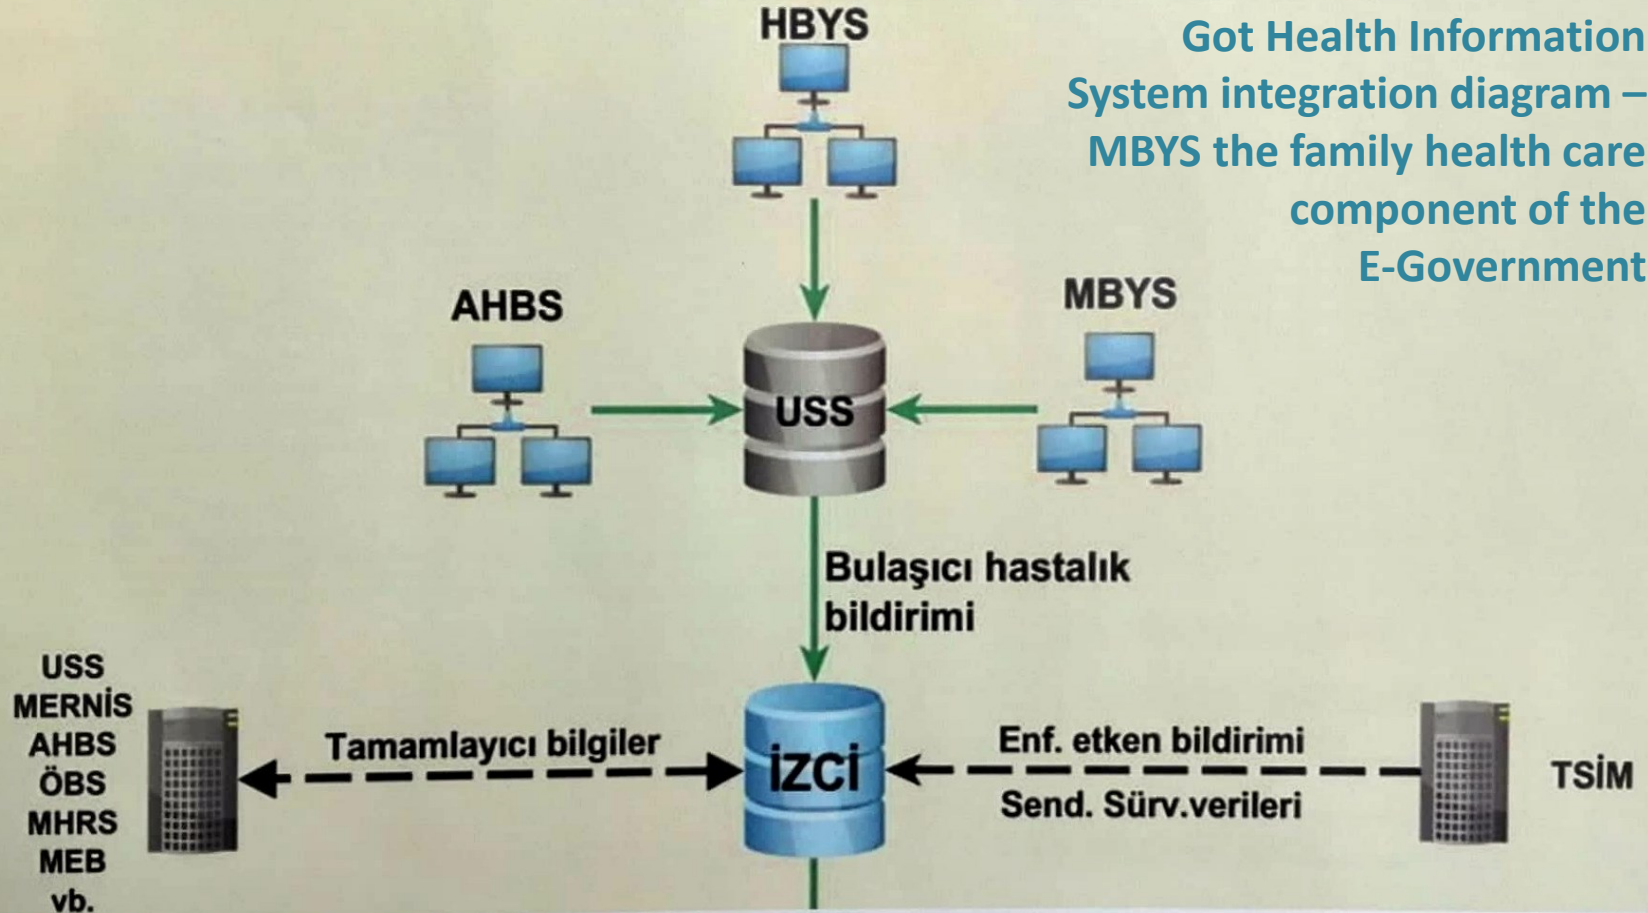 HBYS
Got Health Information
System integration diagram –
MBYS the family health care
component of the
E-Government
AHBS
MBYS
USS
Bulaşıcı hastalık
bildirimi
USS
MERNİS
AHBS
ÖBS
MHRS
MEB
vb.
Tamamlayıcı bilgiler
İZCİ
Enf. etken bildirimi
Send. Sürv.verileri
TSİM